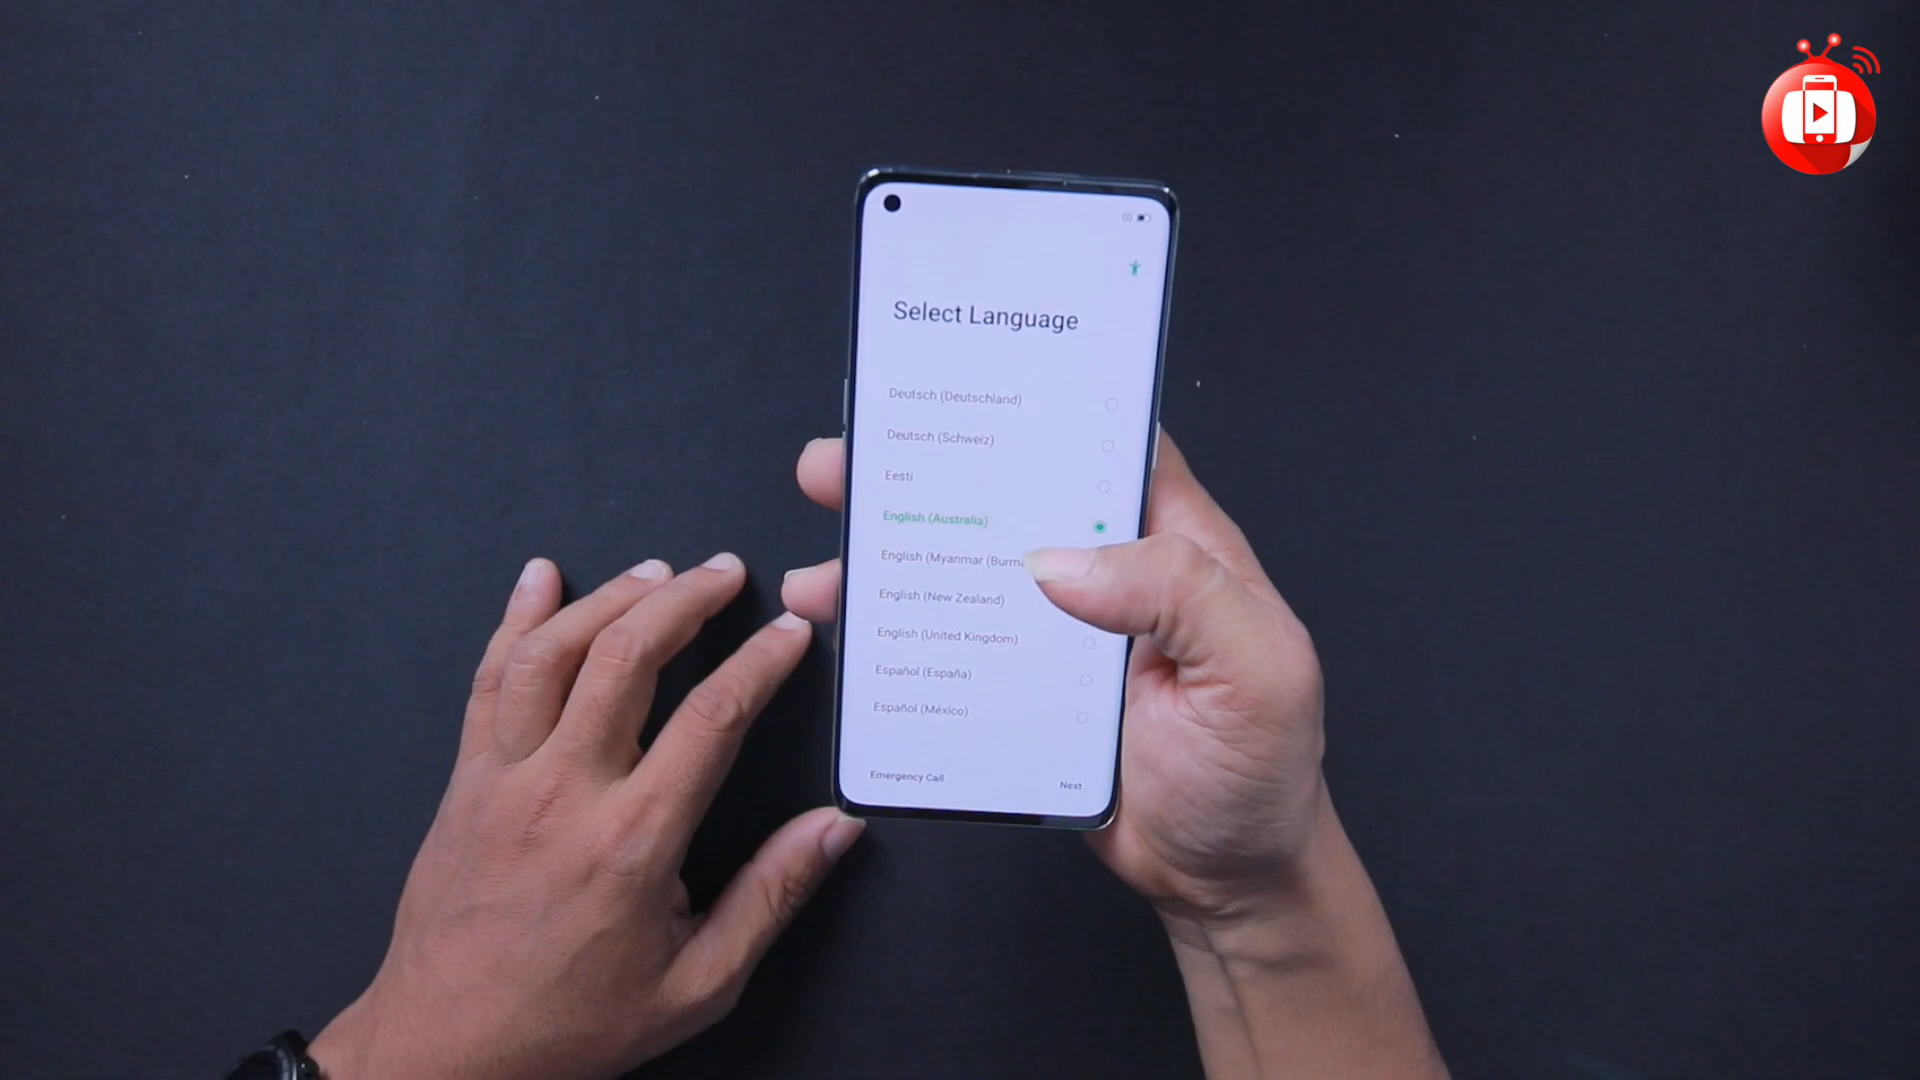 Select Language
Deutsch (Deutschland)
Deutsch (Schweiz)
Eesti
English (Australia)
English (Myanmar (Burma
English (New Zealand)
English (United Kingdom)
Español (España)
Español (México)
Emergency Call
Next